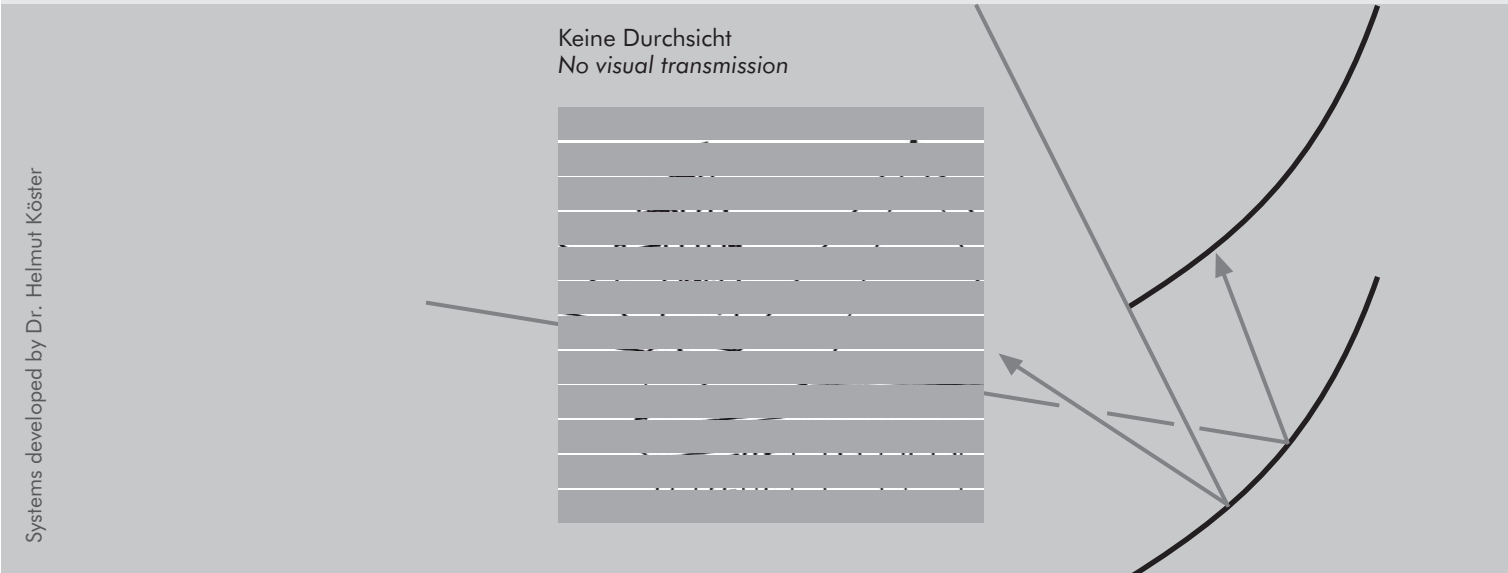 Keine Durchsicht
No visual transmission
Systems developed by Dr. Helmut Köster